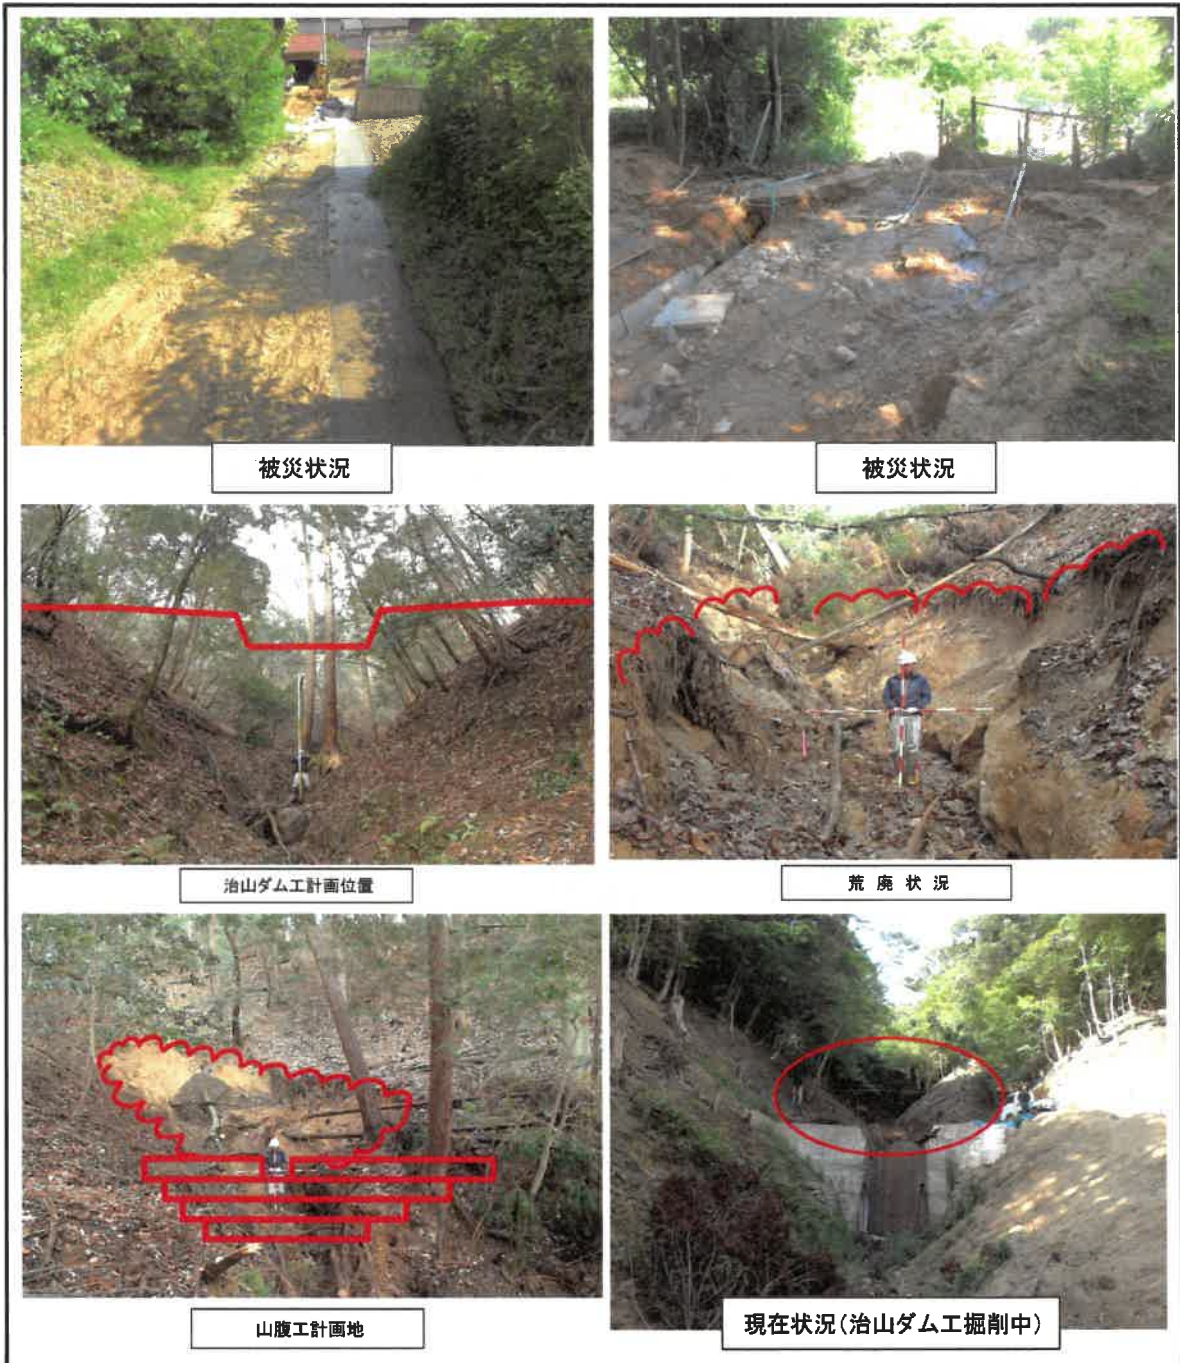 被災状況
被災状況
治山ダム工計画位置
荒廃状況
山腹工計画地
現在状況(治山ダム工掘削中)